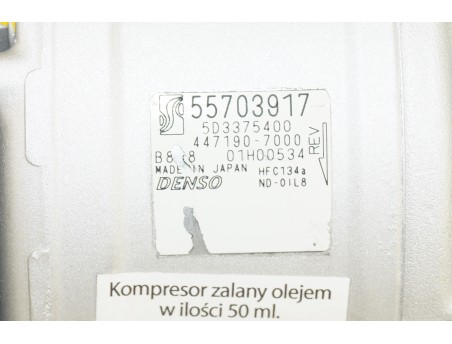 55703917
5D3375400
447190-7000
REV
01H00534
MADE IN JAPAN HFC134a
DENSO ND-OIL8
Kompresor zalany olejem
w ilości 50 ml.